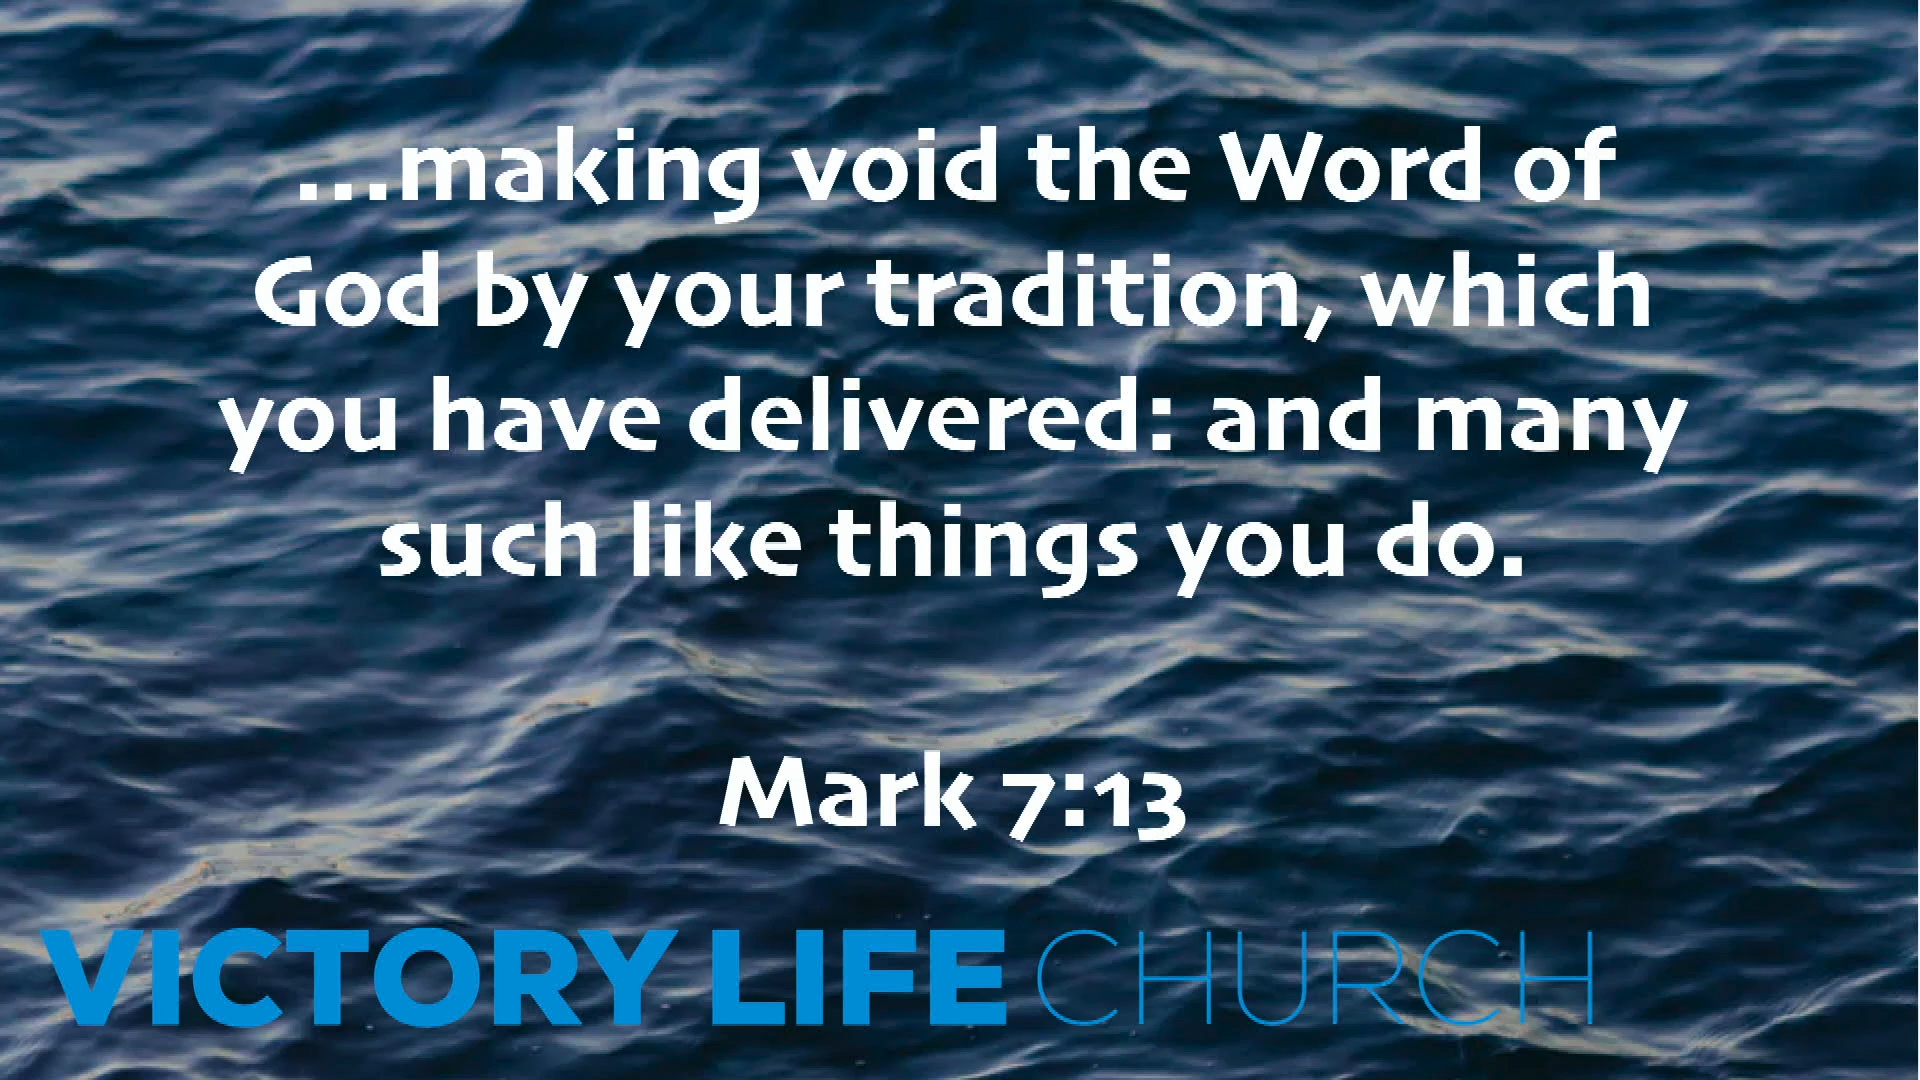 ...making void the Word of
God by your tradition, which
you have delivered: and many
such like things you do.
Mark 7:13
VICTORY LIFE CHURCH